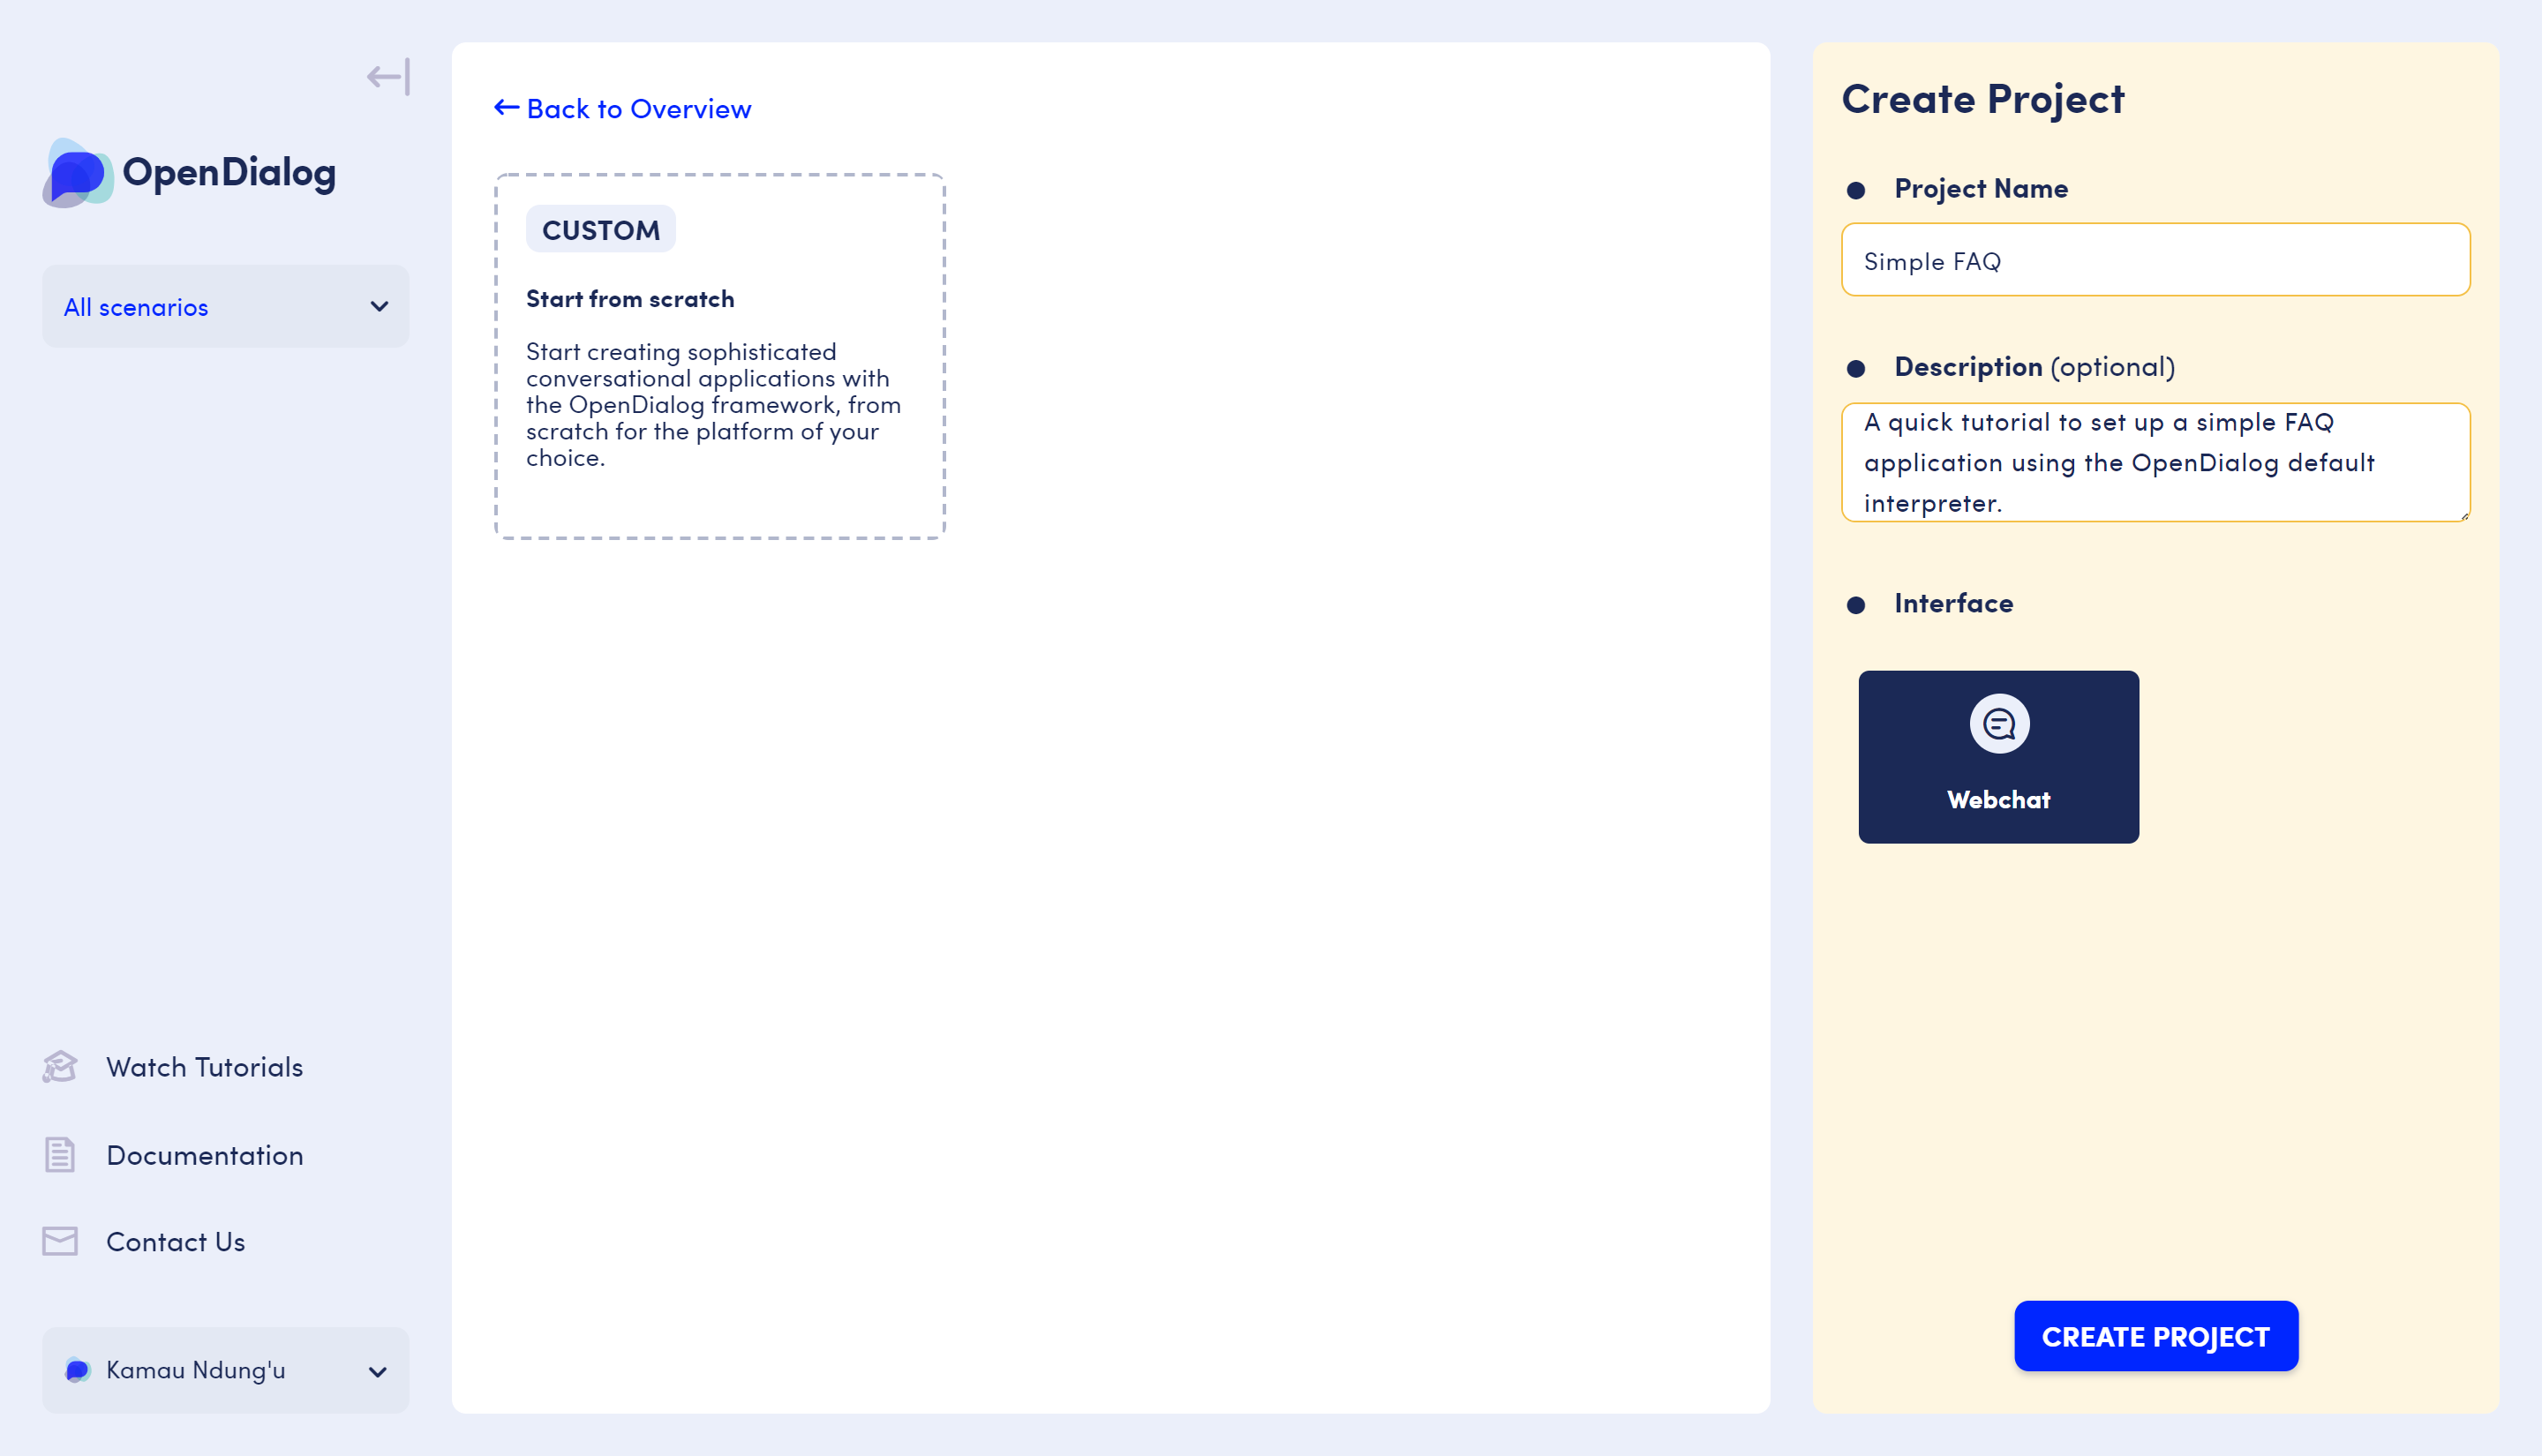 OpenDialog
All scenarios
Watch Tutorials
Documentation
Contact Us
Kamau Ndung'u
Back to Overview
CUSTOM
Start from scratch
Start creating sophisticated
conversational applications with
the OpenDialog framework, from
scratch for the platform of your
choice.
Create Project
Project Name
Simple FAQ
Description (optional)
A quick tutorial to set up a simple FAQ
application using the OpenDialog default
interpreter.
Interface
Webchat
CREATE PROJECT